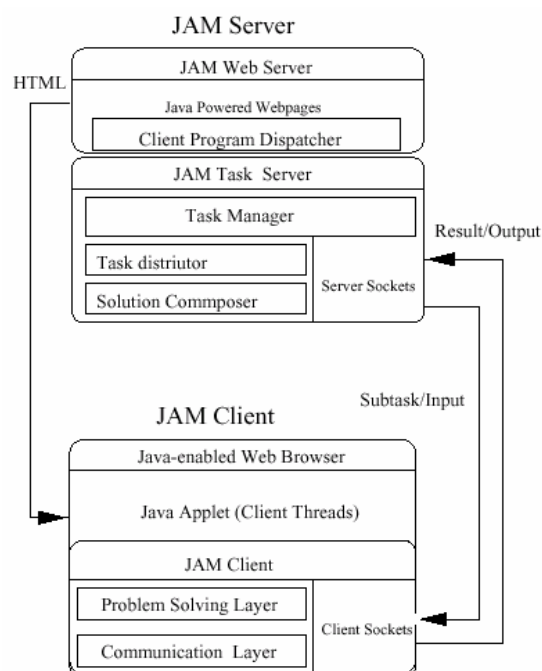 JAM Server
JAM Web Server
HTML
Java Powered Webpages
Client Program Dispatcher
JAM Task Server
Task Manager
Result/Output
Task distriutor
Server Sockets
Solution Commposer
Subtask/Input
JAM Client
Java-enabled Web Browser
Java Applet (Client Threads)
JAM Client
Problem Solving Layer
Client Sockets
Communication Layer